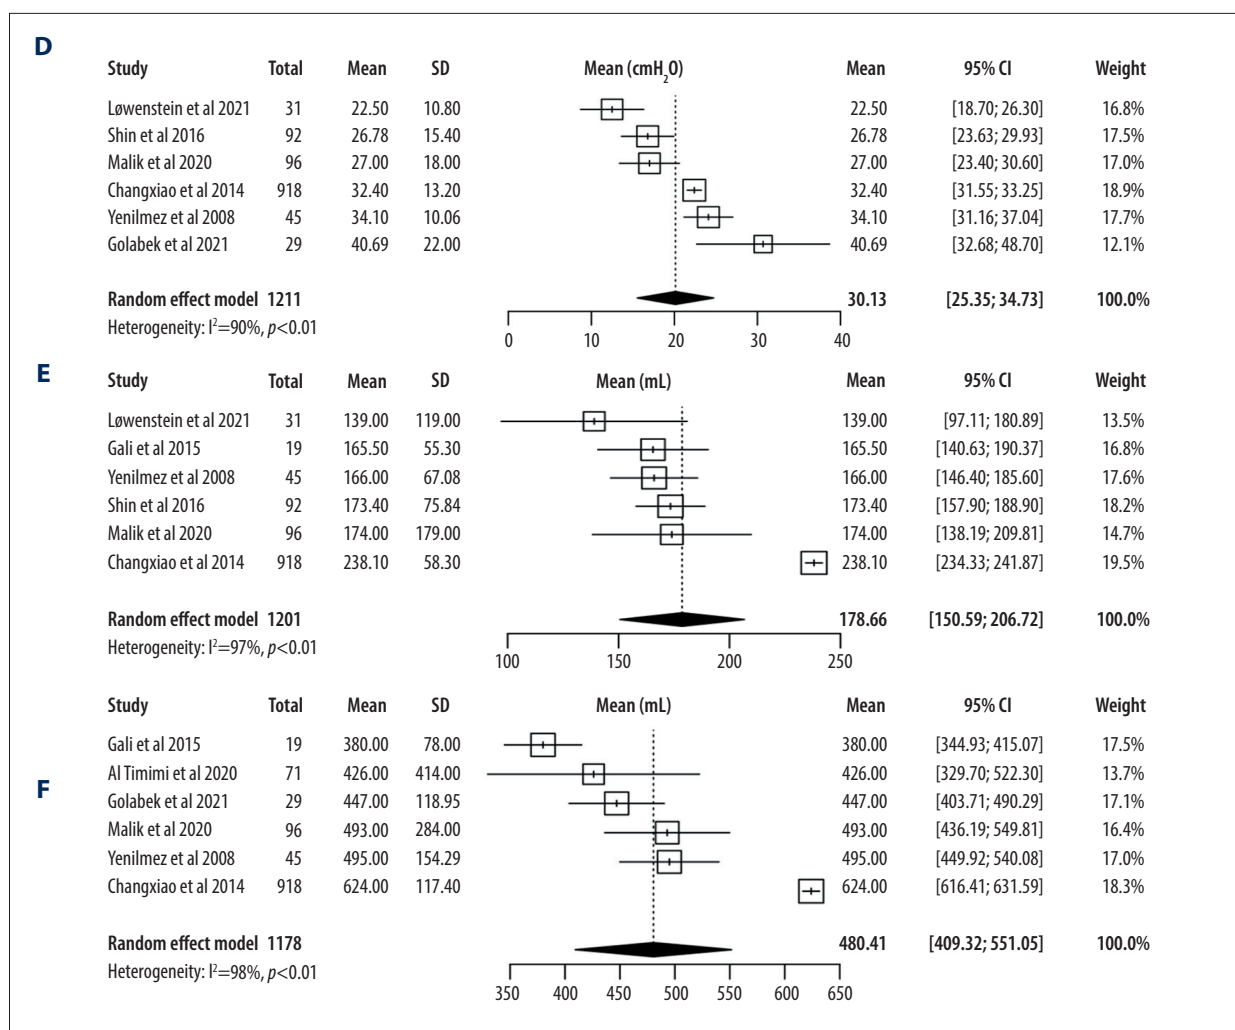 D
Study Total Mean SD Mean (cmH2O) Mean 95% CI Weight
Løwenstein et al 2021 31 22.50 10.80 22.50 [18.70; 26.30] 16.8%
Shin et al 2016 92 26.78 15.40 26.78 [23.63; 29.93] 17.5%
Malik et al 2020 96 27.00 18.00 27.00 [23.40; 30.60] 17.0%
Changxiao et al 2014 918 32.40 13.20 32.40 [31.55; 33.25] 18.9%
Yenilmez et al 2008 45 34.10 10.06 34.10 [31.16; 37.04] 17.7%
Golabek et al 2021 29 40.69 22.00 40.69 [32.68; 48.70] 12.1%
Random effect model 1211 30.13 [25.35; 34.73] 100.0%
Heterogeneity: I²=90%, p<0.01
0 10 20 30 40
E
Study Total Mean SD Mean (mL) Mean 95% CI Weight
Løwenstein et al 2021 31 139.00 119.00 139.00 [97.11; 180.89] 13.5%
Gali et al 2015 19 165.50 55.30 165.50 [140.63; 190.37] 16.8%
Yenilmez et al 2008 45 166.00 67.08 166.00 [146.40; 185.60] 17.6%
Shin et al 2016 92 173.40 75.84 173.40 [157.90; 188.90] 18.2%
Malik et al 2020 96 174.00 179.00 174.00 [138.19; 209.81] 14.7%
Changxiao et al 2014 918 238.10 58.30 238.10 [234.33; 241.87] 19.5%
Random effect model 1201 178.66 [150.59; 206.72] 100.0%
Heterogeneity: I²=97%, p<0.01
100 150 200 250
Study Total Mean SD Mean (mL) Mean 95% CI Weight
Gali et al 2015 19 380.00 78.00 380.00 [344.93; 415.07] 17.5%
Al Timimi et al 2020 71 426.00 414.00 426.00 [329.70; 522.30] 13.7%
F
Golabek et al 2021 29 447.00 118.95 447.00 [403.71; 490.29] 17.1%
Malik et al 2020 96 493.00 284.00 493.00 [436.19; 549.81] 16.4%
Yenilmez et al 2008 45 495.00 154.29 495.00 [449.92; 540.08] 17.0%
Changxiao et al 2014 918 624.00 117.40 624.00 [616.41; 631.59] 18.3%
Random effect model 1178 480.41 [409.32; 551.05] 100.0%
Heterogeneity: I²=98%, p<0.01
350 400 450 500 550 600 650